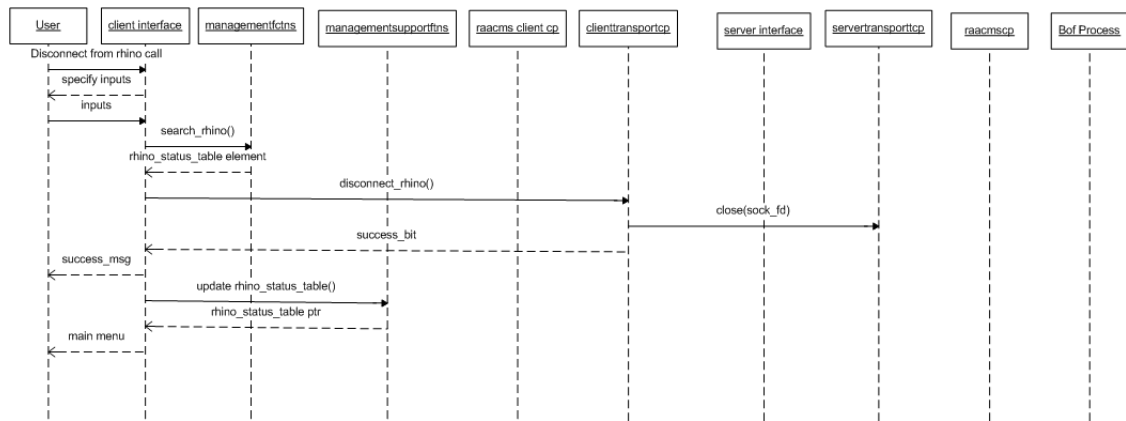 User
client interface
managementfctns
managementsupportftns
raacms client cp
clienttransportcp
server interface
servertransporttcp
raacmscp
Bof Process
Disconnect from rhino call
specify inputs
inputs
search_rhino()
rhino_status_table element
disconnect_rhino()
close(sock_fd)
success_bit
success_msg
update rhino_status_table()
rhino_status_table ptr
main menu